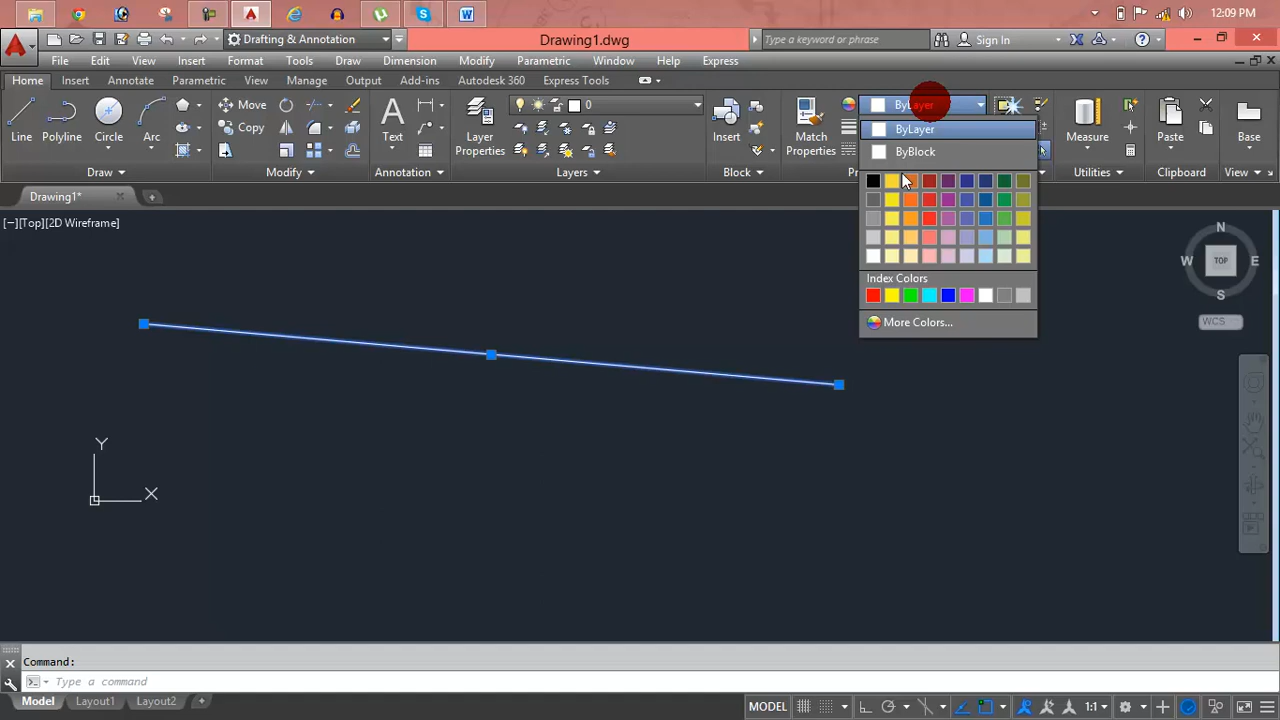 12:09 PM
Drafting & Annotation
Drawing1.dwg
Type a keyword or phrase
Sign In
File Edit View Insert Format Tools Draw Dimension Modify Parametric Window Help Express
Home Insert Annotate Parametric View Manage Output Add-ins Autodesk 360 Express Tools
ByLayer
0
Line Polyline Circle Arc Copy Text Layer Properties Insert Match Properties Measure Paste Base
ByLayer
ByBlock
Draw Modify Annotation Layers Block Utilities Clipboard View
Drawing1*
[−][Top][2D Wireframe]
Index Colors
More Colors...
N
W TOP E
S
WCS
Y
X
Command:
Type a command
Model Layout1 Layout2
MODEL 1:1